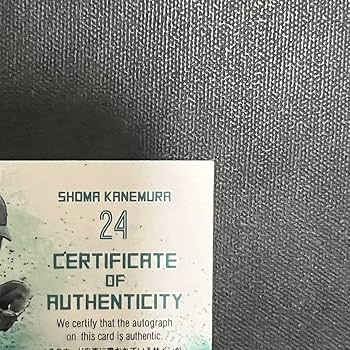 SHOMA KANEMURA
24
CERTIFICATE
OF
AUTHENTICITY
We certify that the autograph
on this card is authentic.